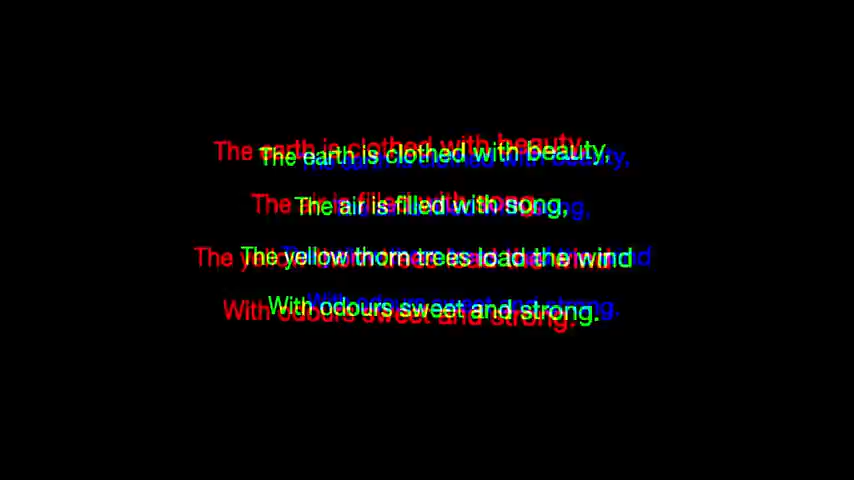 The earth is clothed with beauty,
The air is filled with song,
The yellow thorn trees load the wind
With odours sweet and strong.